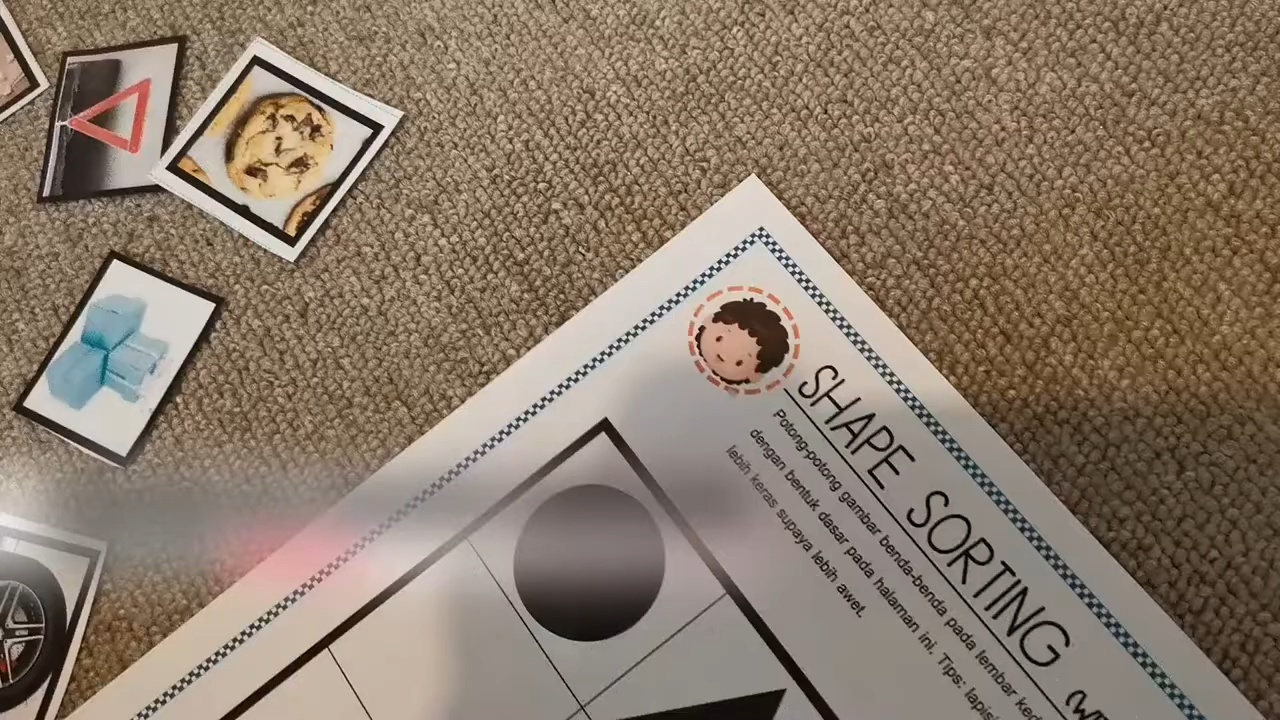 SHAPE SORTING
Potong-potong gambar benda-benda pada lembar
dengan bentuk dasar pada halaman ini. Tips:
lebih keras supaya lebih awet.